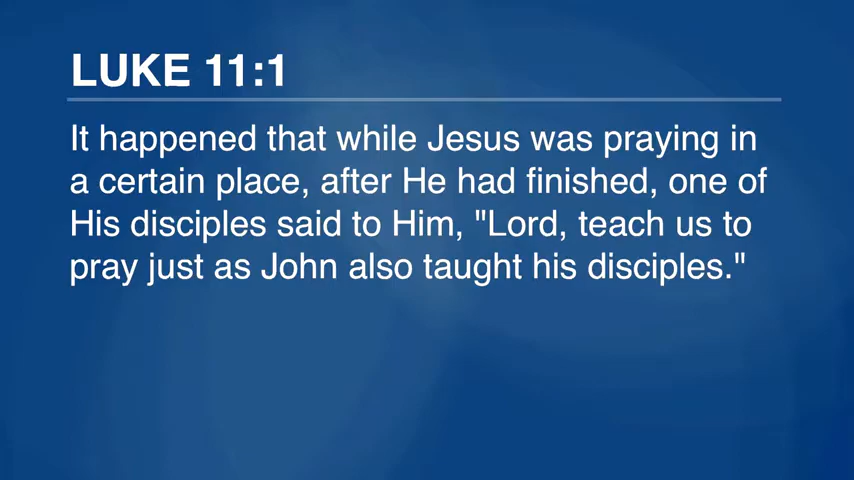 LUKE 11:1
It happened that while Jesus was praying in
a certain place, after He had finished, one of
His disciples said to Him, "Lord, teach us to
pray just as John also taught his disciples."